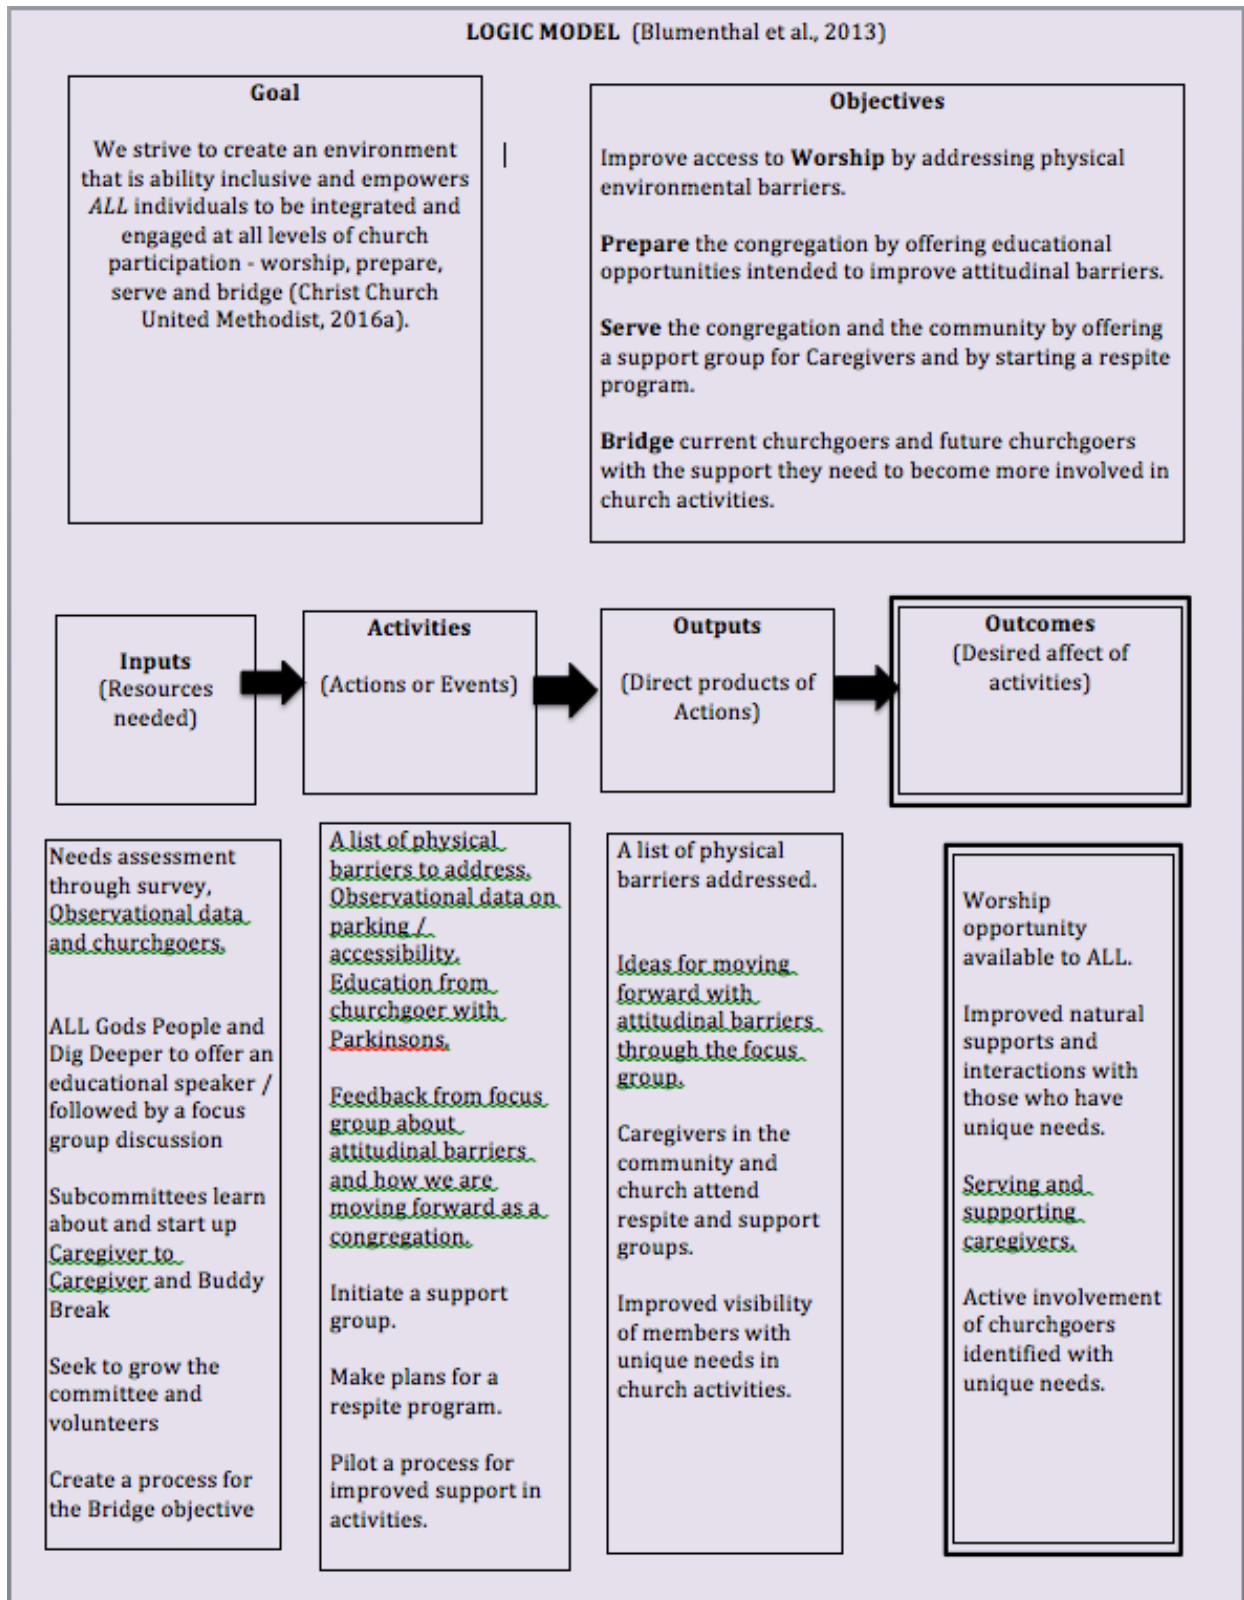 LOGIC MODEL (Blumenthal et al., 2013)
Goal
We strive to create an environment
that is ability inclusive and empowers
ALL individuals to be integrated and
engaged at all levels of church
participation - worship, prepare,
serve and bridge (Christ Church
United Methodist, 2016a).
Objectives
Improve access to Worship by addressing physical
environmental barriers.
Prepare the congregation by offering educational
opportunities intended to improve attitudinal barriers.
Serve the congregation and the community by offering
a support group for Caregivers and by starting a respite
program.
Bridge current churchgoers and future churchgoers
with the support they need to become more involved in
church activities.
Inputs
(Resources
needed)
Activities
(Actions or Events)
Outputs
(Direct products of
Actions)
Outcomes
(Desired affect of
activities)
Needs assessment
through survey,
Observational data
and churchgoers.
ALL Gods People and
Dig Deeper to offer an
educational speaker /
followed by a focus
group discussion
Subcommittees learn
about and start up
Caregiver to
Caregiver and Buddy
Break
Seek to grow the
committee and
volunteers
Create a process for
the Bridge objective
A list of physical
barriers to address.
Observational data on
parking /
accessibility.
Education from
churchgoer with
Parkinsons.
Feedback from focus
group about
attitudinal barriers
and how we are
moving forward as a
congregation.
Initiate a support
group.
Make plans for a
respite program.
Pilot a process for
improved support in
activities.
A list of physical
barriers addressed.
Ideas for moving
forward with
attitudinal barriers
through the focus
group.
Caregivers in the
community and
church attend
respite and support
groups.
Improved visibility
of members with
unique needs in
church activities.
Worship
opportunity
available to ALL.
Improved natural
supports and
interactions with
those who have
unique needs.
Serving and
supporting
caregivers.
Active involvement
of churchgoers
identified with
unique needs.